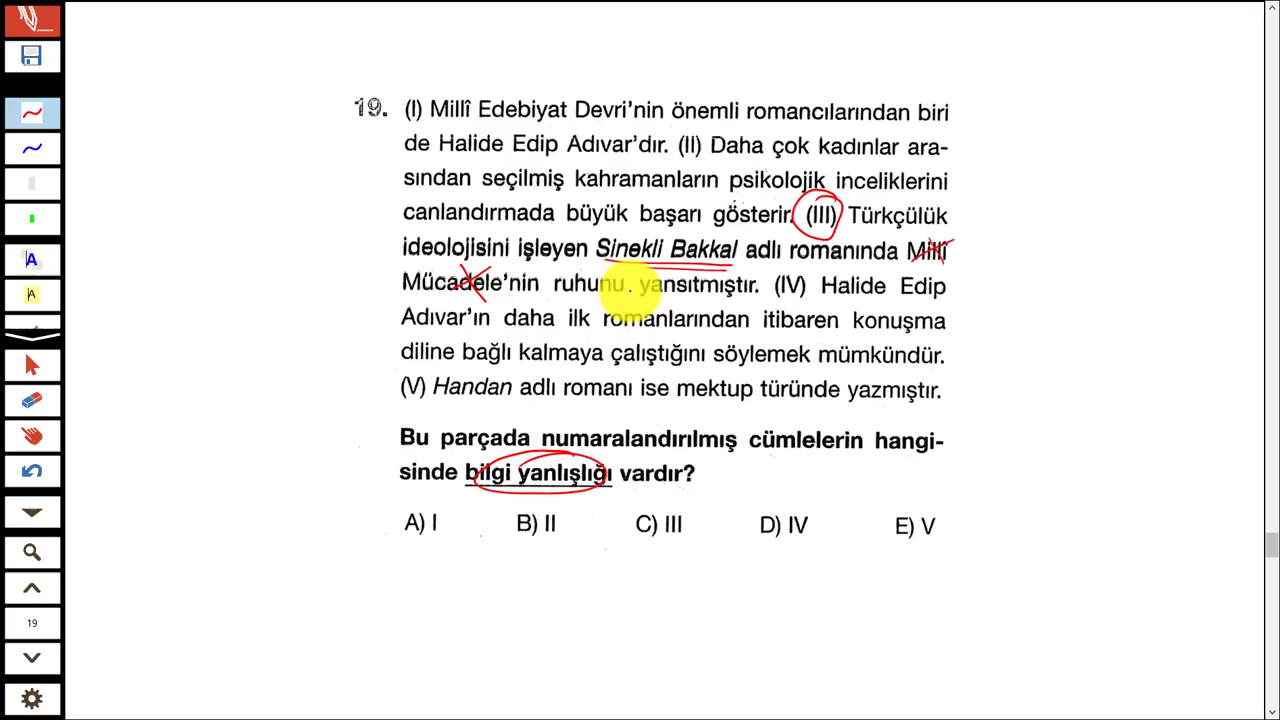 19. (I) Millî Edebiyat Devri’nin önemli romancılarından biri
de Halide Edip Adıvar’dır. (II) Daha çok kadınlar ara-
sından seçilmiş kahramanların psikolojik inceliklerini
canlandırmada büyük başarı gösterir. (III) Türkçülük
ideolojisini işleyen Sinekli Bakkal adlı romanında Millî
Mücadele’nin ruhunu yansıtmıştır. (IV) Halide Edip
Adıvar’ın daha ilk romanlarından itibaren konuşma
diline bağlı kalmaya çalıştığını söylemek mümkündür.
(V) Handan adlı romanı ise mektup türünde yazmıştır.
Bu parçada numaralandırılmış cümlelerin hangi-
sinde bilgi yanlışlığı vardır?
A) I B) II C) III D) IV E) V
A
A
19